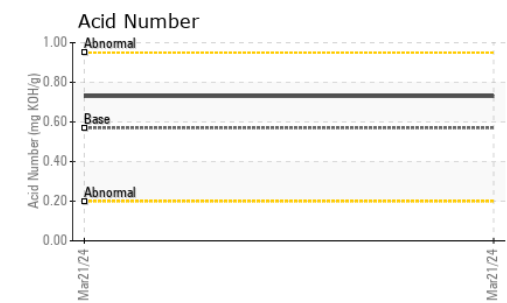 Acid Number
Acid Number (mg KOH/g)
1.00
Abnormal
0.80
0.60
Base
0.40
0.20
Abnormal
0.00
Mar21/24
Mar21/24